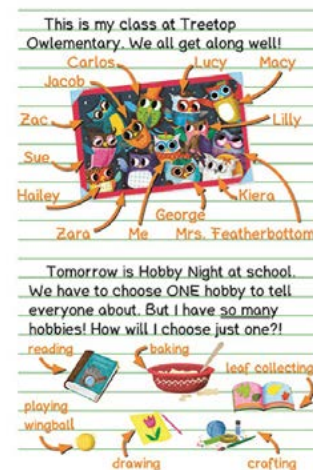 This is my class at Treetop
Owlementary. We all get along well!
Carlos
Lucy
Macy
Jacob
Zac
Lilly
Sue
Hailey
Kiera
George
Zara
Me
Mrs. Featherbottom
Tomorrow is Hobby Night at school.
We have to choose ONE hobby to tell
everyone about. But I have so many
hobbies! How will I choose just one?!
reading
baking
leaf collecting
playing
wingball
drawing
crafting